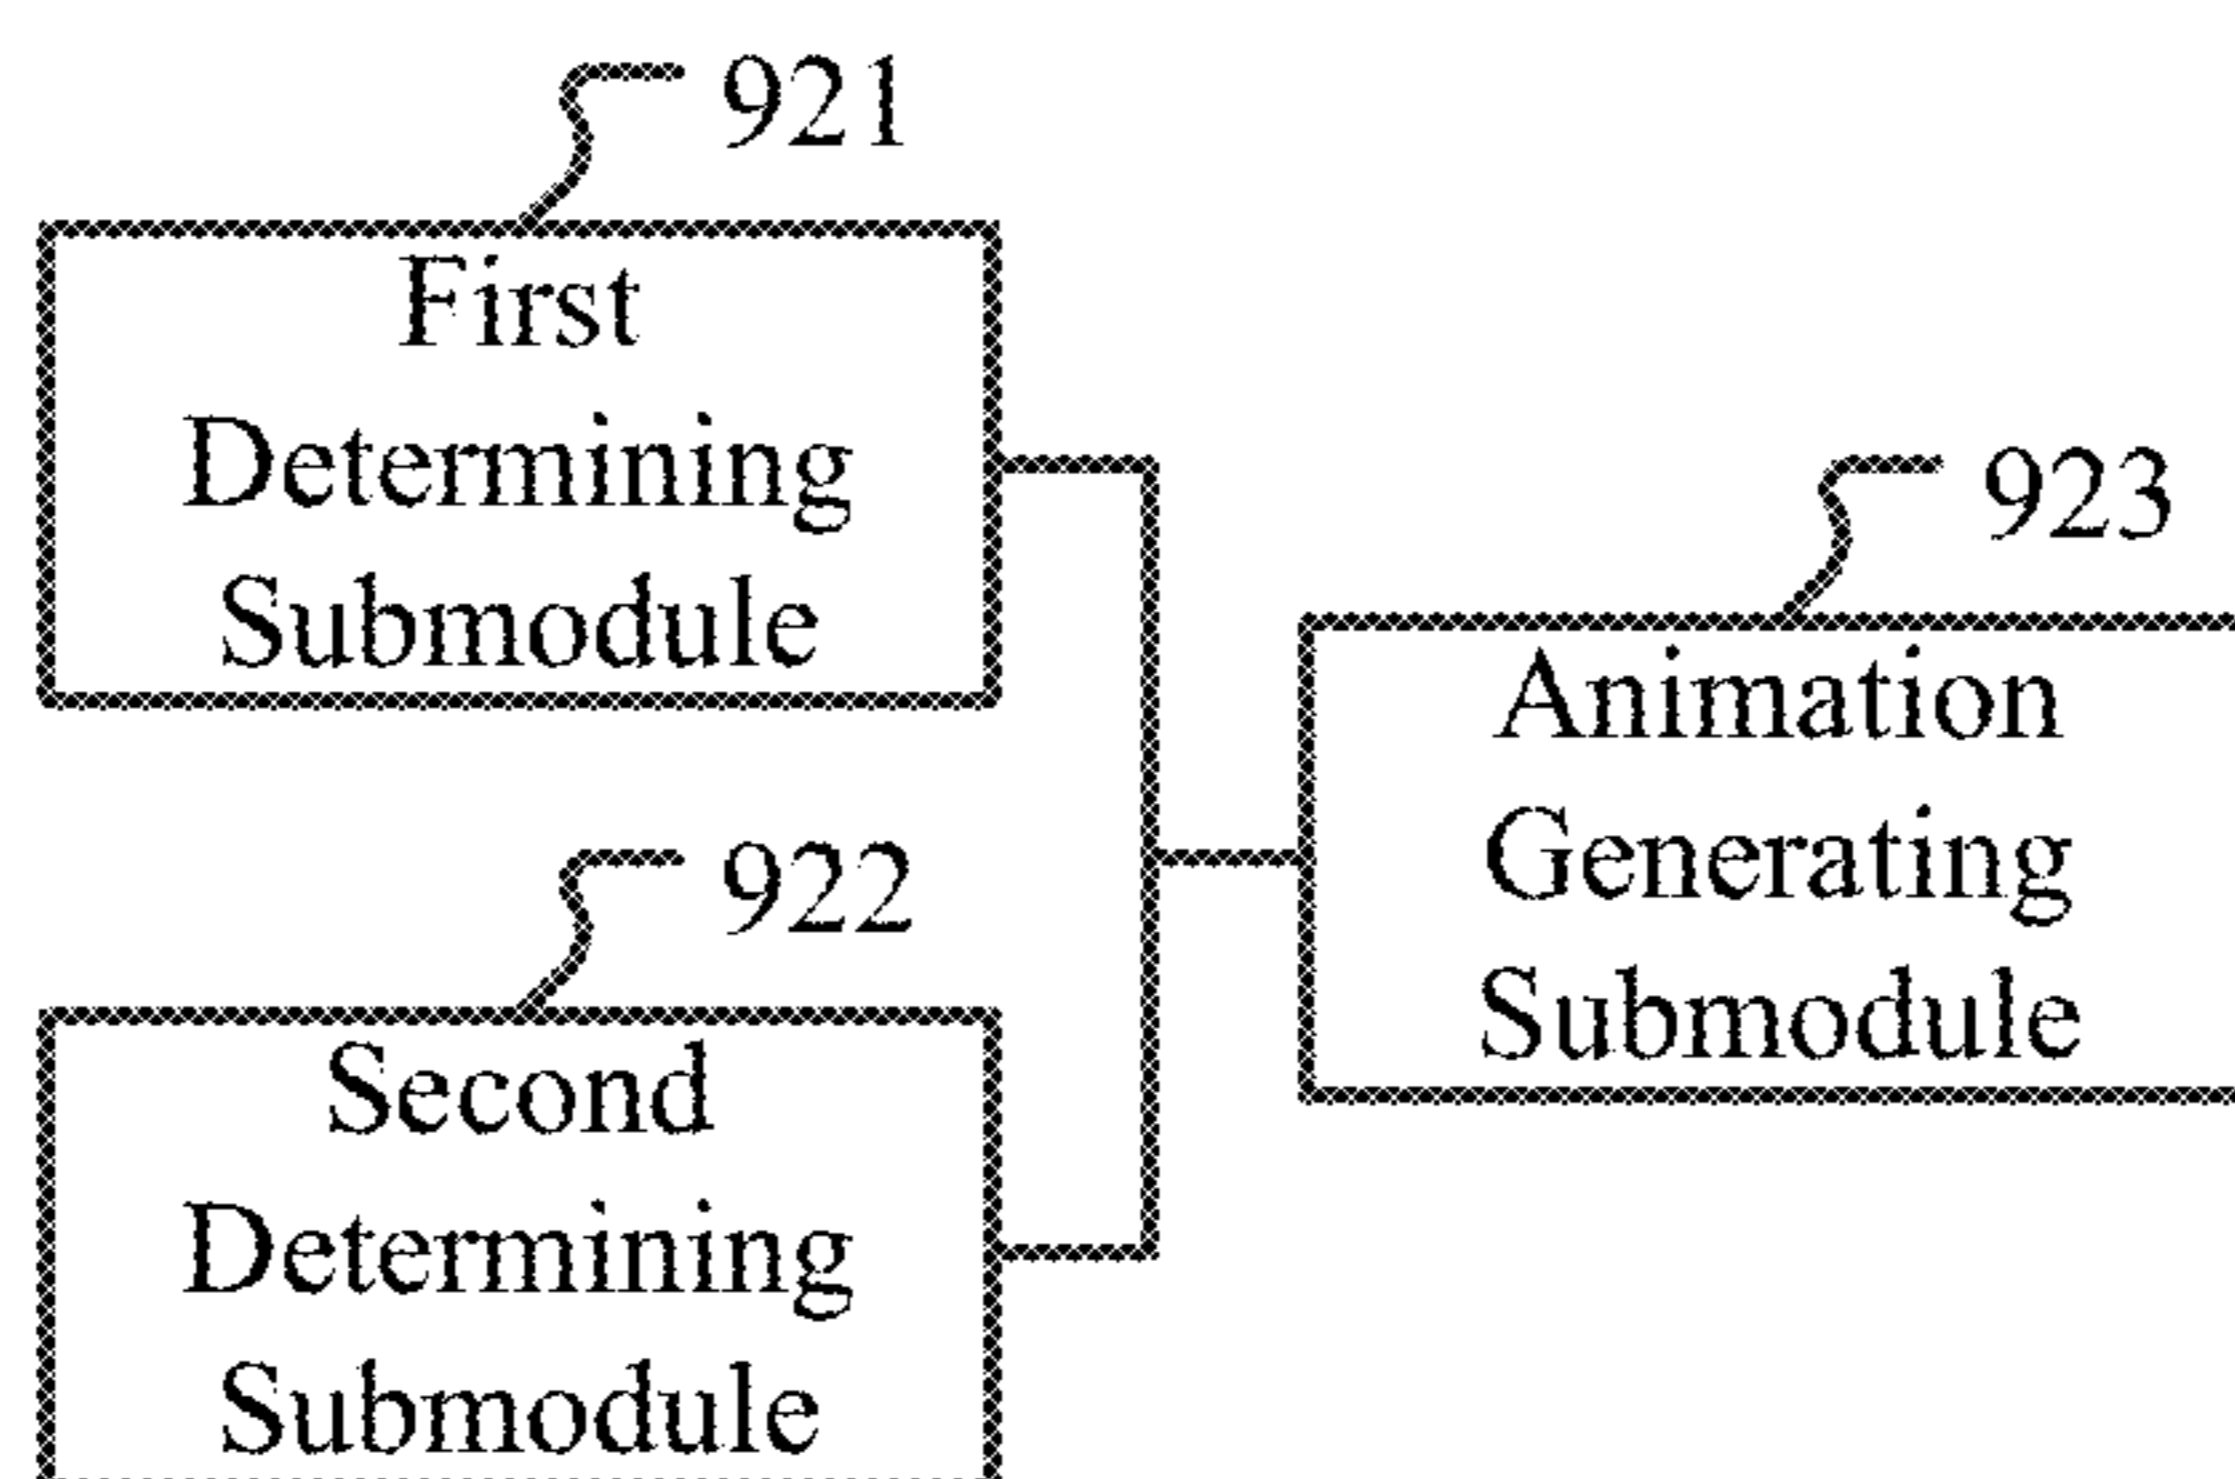 921
First
Determining
Submodule
922
Second
Determining
Submodule
923
Animation
Generating
Submodule